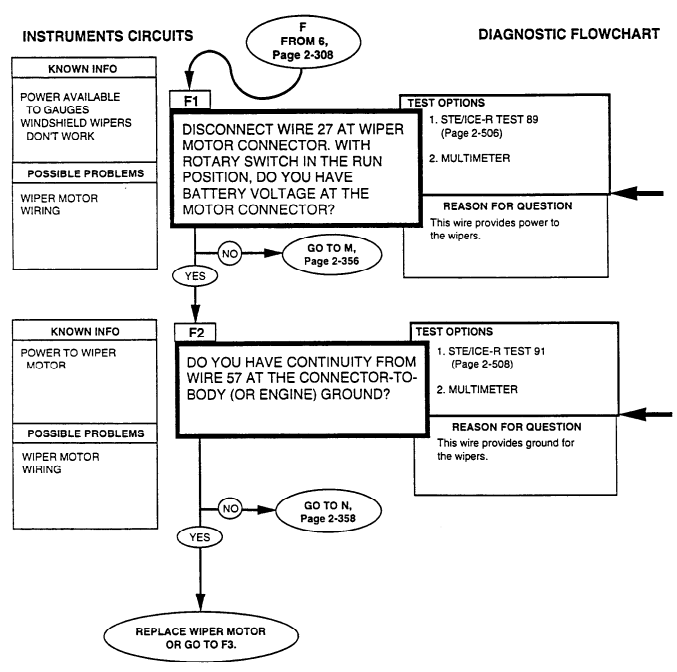 INSTRUMENTS CIRCUITS
F
FROM 6,
Page 2-308
DIAGNOSTIC FLOWCHART
KNOWN INFO
POWER AVAILABLE
TO GAUGES
WINDSHIELD WIPERS
DON'T WORK
POSSIBLE PROBLEMS
WIPER MOTOR
WIRING
F1
DISCONNECT WIRE 27 AT WIPER
MOTOR CONNECTOR. WITH
ROTARY SWITCH IN THE RUN
POSITION, DO YOU HAVE
BATTERY VOLTAGE AT THE
MOTOR CONNECTOR?
TEST OPTIONS
1. STE/ICE-R TEST 89
(Page 2-506)
2. MULTIMETER
REASON FOR QUESTION
This wire provides power to
the wipers.
NO
GO TO M,
Page 2-356
YES
KNOWN INFO
POWER TO WIPER
MOTOR
POSSIBLE PROBLEMS
WIPER MOTOR
WIRING
F2
DO YOU HAVE CONTINUITY FROM
WIRE 57 AT THE CONNECTOR-TO-
BODY (OR ENGINE) GROUND?
TEST OPTIONS
1. STE/ICE-R TEST 91
(Page 2-508)
2. MULTIMETER
REASON FOR QUESTION
This wire provides ground for
the wipers.
NO
GO TO N,
Page 2-358
YES
REPLACE WIPER MOTOR
OR GO TO F3.